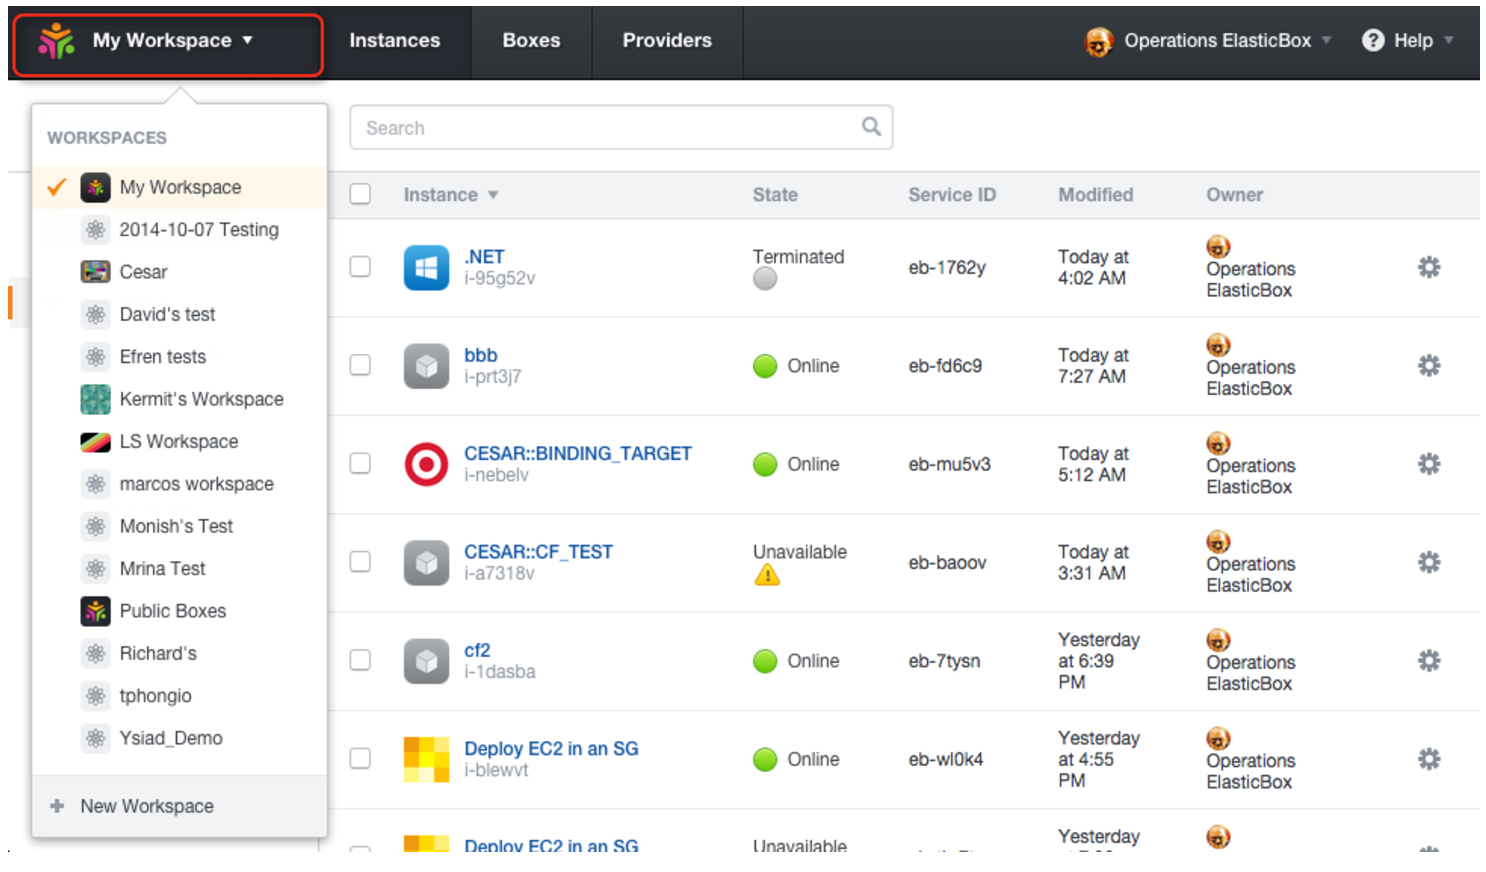 My Workspace
Instances
Boxes
Providers
Operations ElasticBox
Help
WORKSPACES
My Workspace
2014-10-07 Testing
Cesar
David's test
Efren tests
Kermit's Workspace
LS Workspace
marcos workspace
Monish's Test
Mrina Test
Public Boxes
Richard's
tphongio
Ysiad_Demo
New Workspace
Search
Instance
State
Service ID
Modified
Owner
.NET
i-95g52v
Terminated
eb-1762y
Today at
4:02 AM
Operations
ElasticBox
bbb
i-prt3j7
Online
eb-fd6c9
Today at
7:27 AM
Operations
ElasticBox
CESAR::BINDING_TARGET
i-nebelv
Online
eb-mu5v3
Today at
5:12 AM
Operations
ElasticBox
CESAR::CF_TEST
i-a7318v
Unavailable
eb-baoov
Today at
3:31 AM
Operations
ElasticBox
cf2
i-1dasba
Online
eb-7tysn
Yesterday
at 6:39
PM
Operations
ElasticBox
Deploy EC2 in an SG
i-blewvt
Online
eb-wl0k4
Yesterday
at 4:55
PM
Operations
ElasticBox
Deploy EC2 in an SG
Unavailable
Yesterday